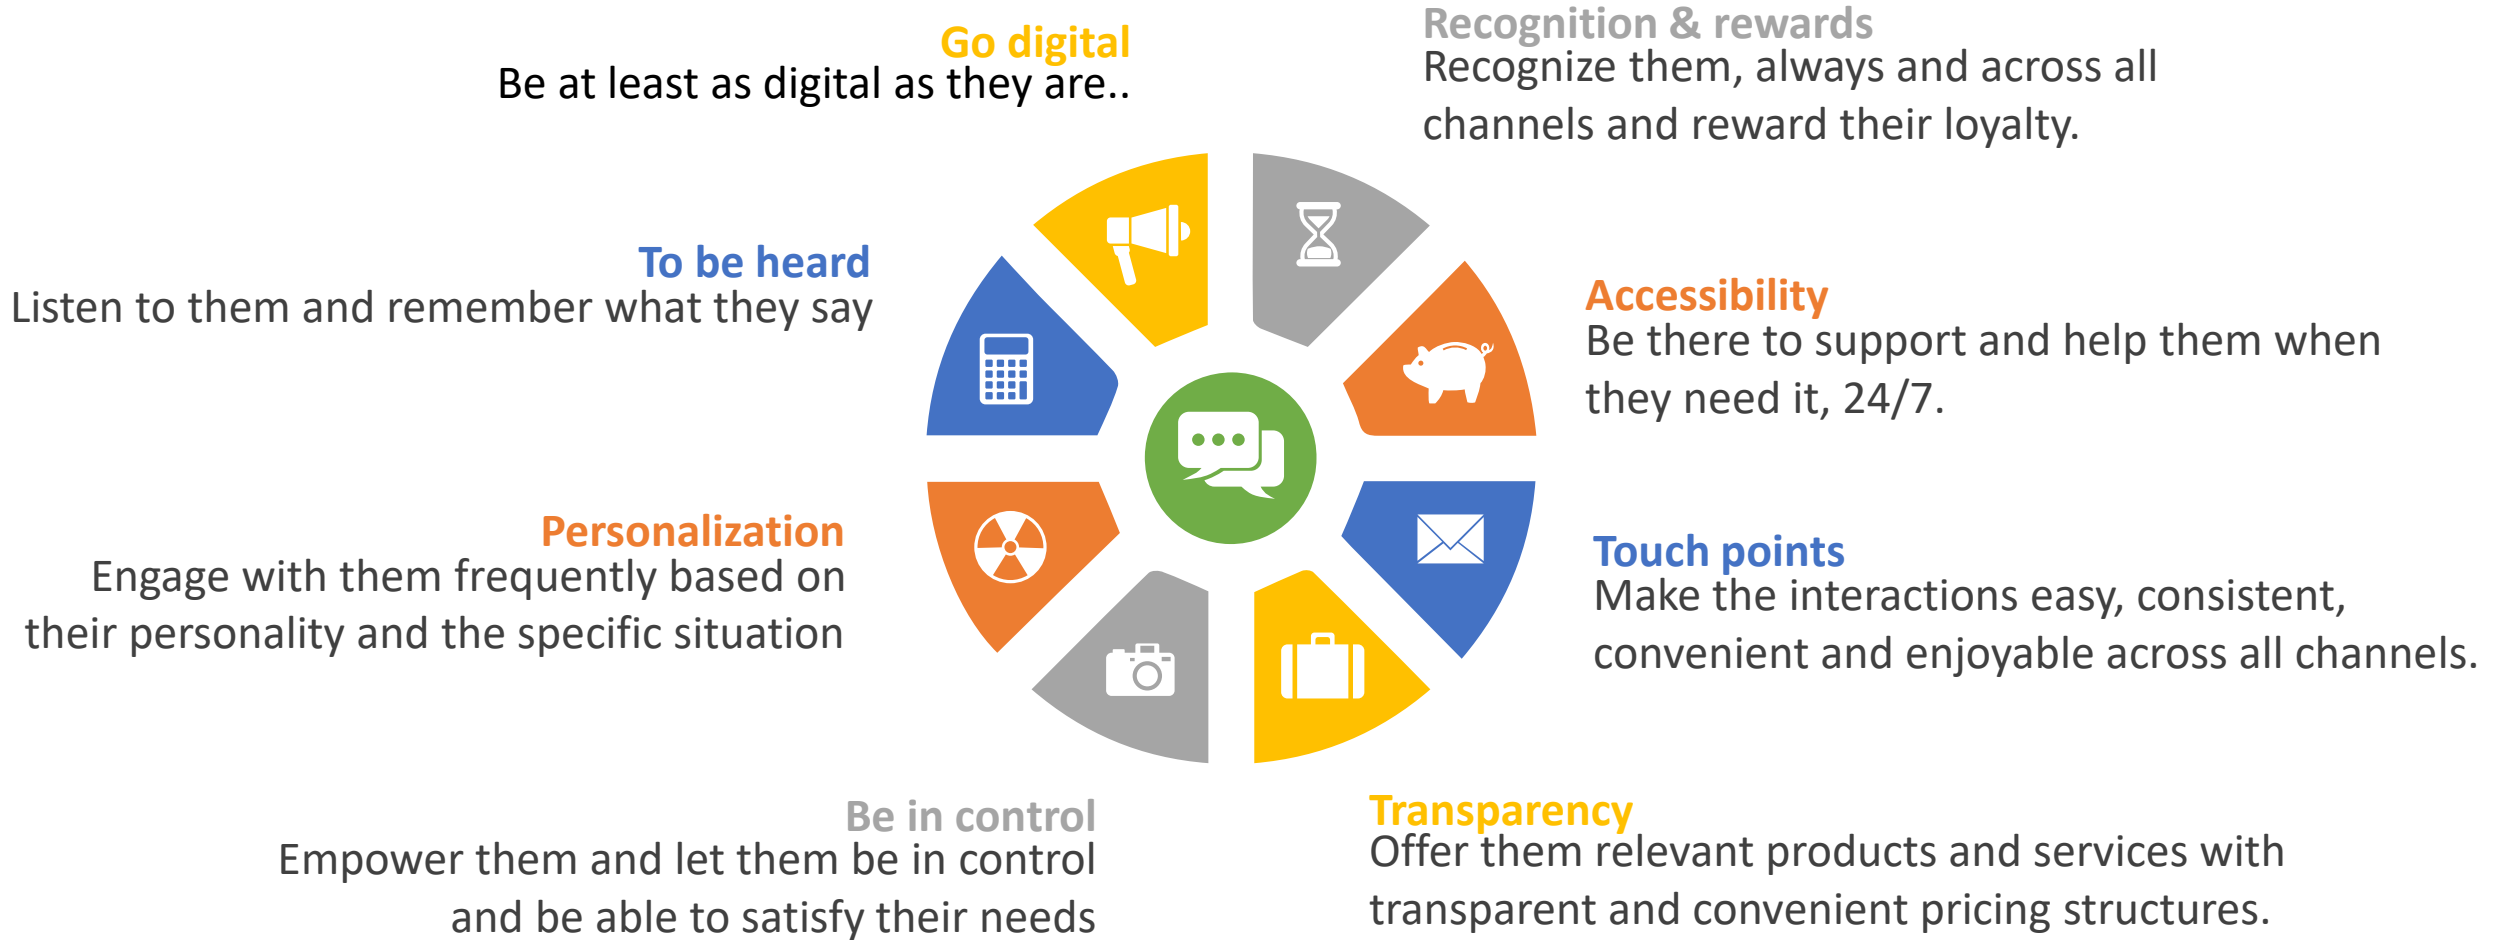 Go digital
Be at least as digital as they are..
Recognition & rewards
Recognize them, always and across all
channels and reward their loyalty.
To be heard
Listen to them and remember what they say
Accessibility
Be there to support and help them when
they need it, 24/7.
Personalization
Engage with them frequently based on
their personality and the specific situation
Touch points
Make the interactions easy, consistent,
convenient and enjoyable across all channels.
Be in control
Empower them and let them be in control
and be able to satisfy their needs
Transparency
Offer them relevant products and services with
transparent and convenient pricing structures.